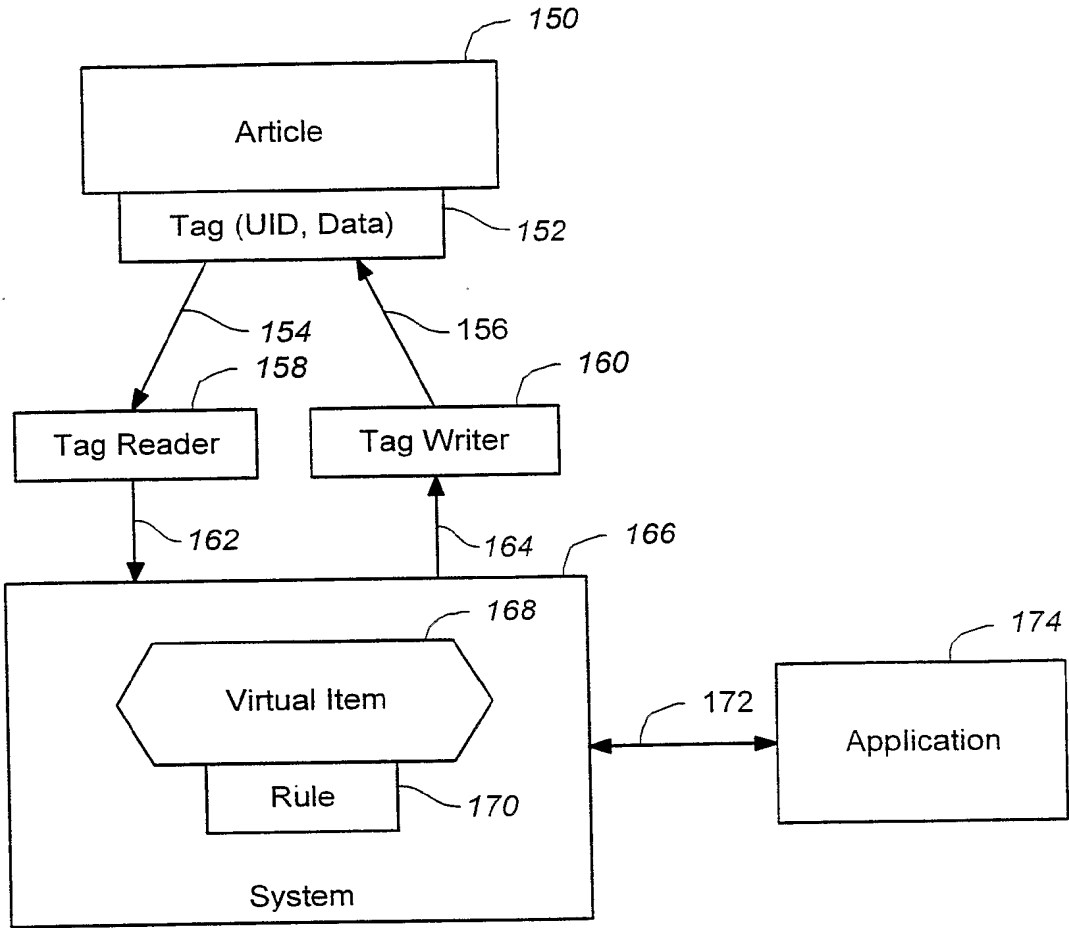 150
Article
Tag (UID, Data)
152
154
156
158
160
Tag Reader
Tag Writer
162
164
166
168
174
Virtual Item
172
Application
Rule
170
System